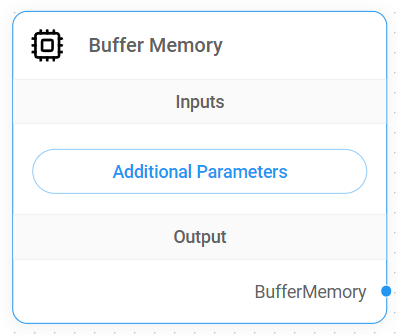 Buffer Memory
Inputs
Additional Parameters
Output
BufferMemory